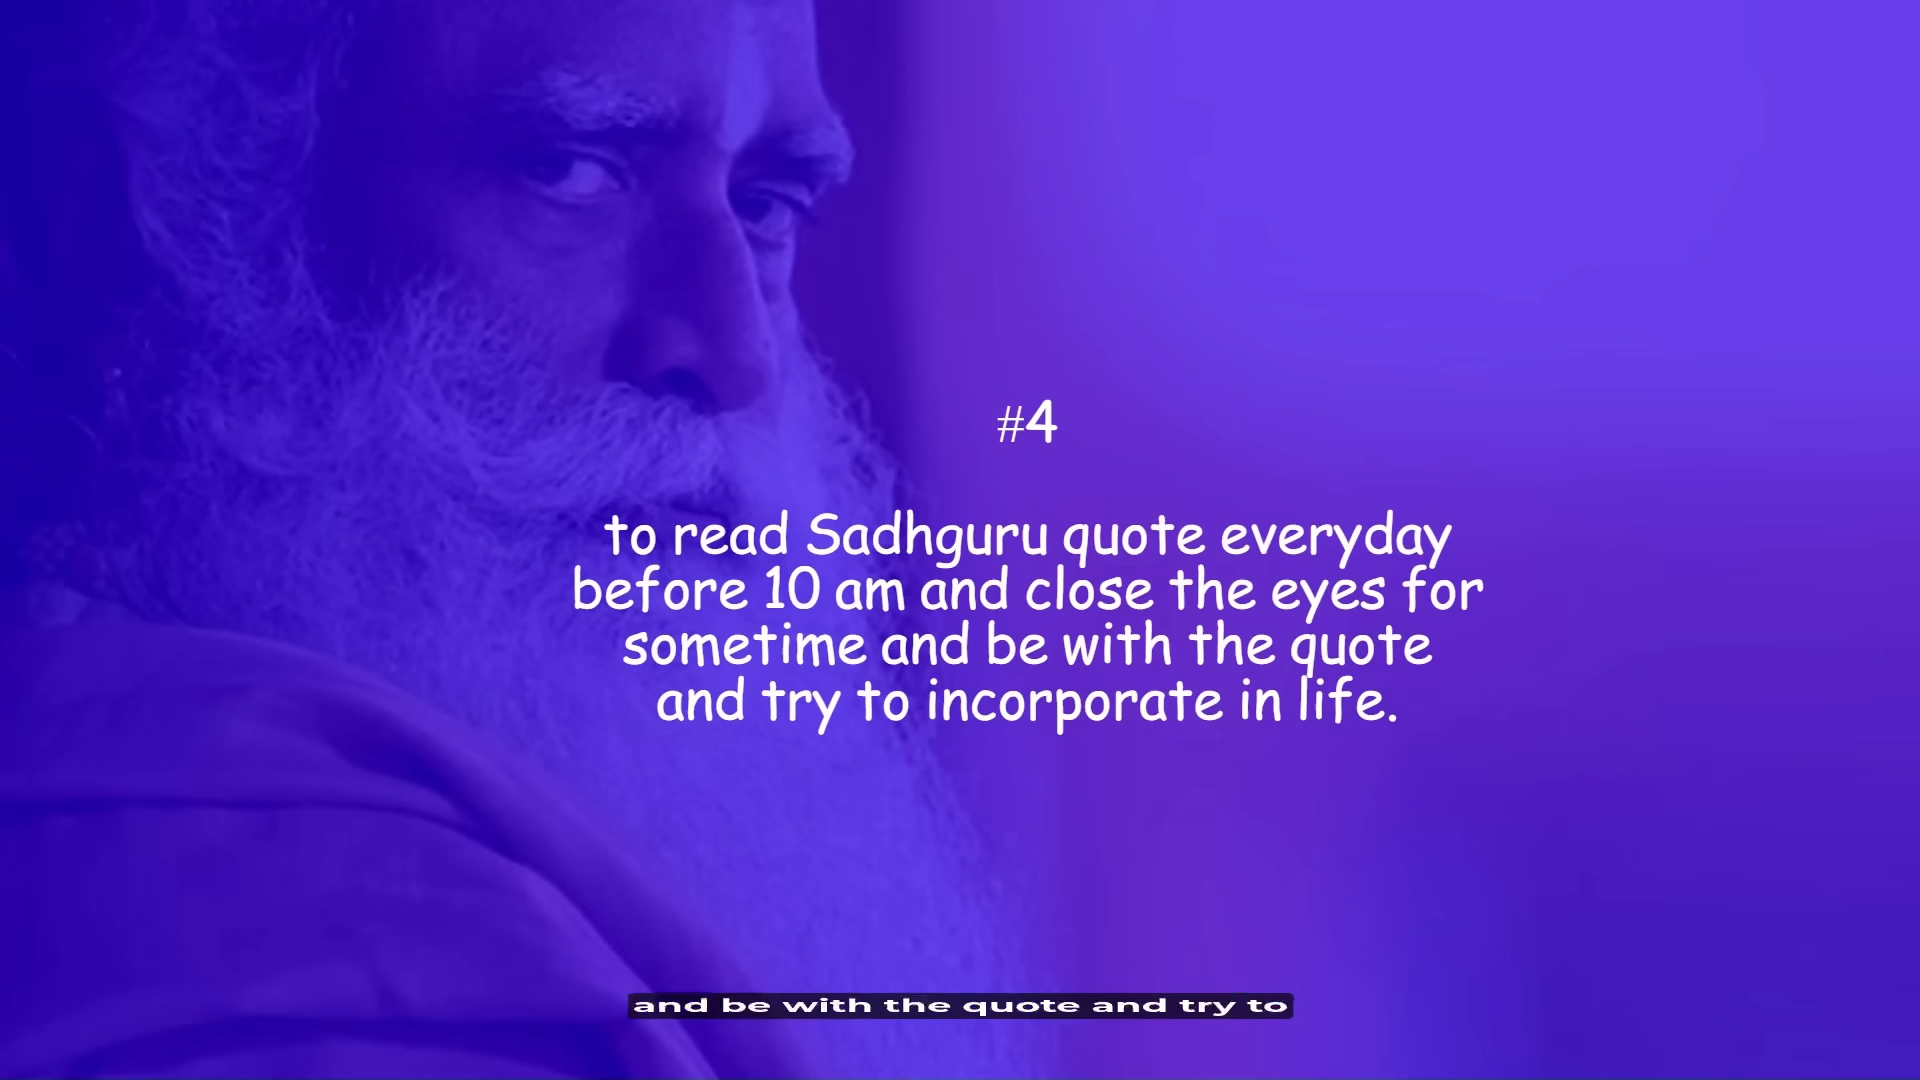 #4
to read Sadhguru quote everyday
before 10 am and close the eyes for
sometime and be with the quote
and try to incorporate in life.
and be with the quote and try to